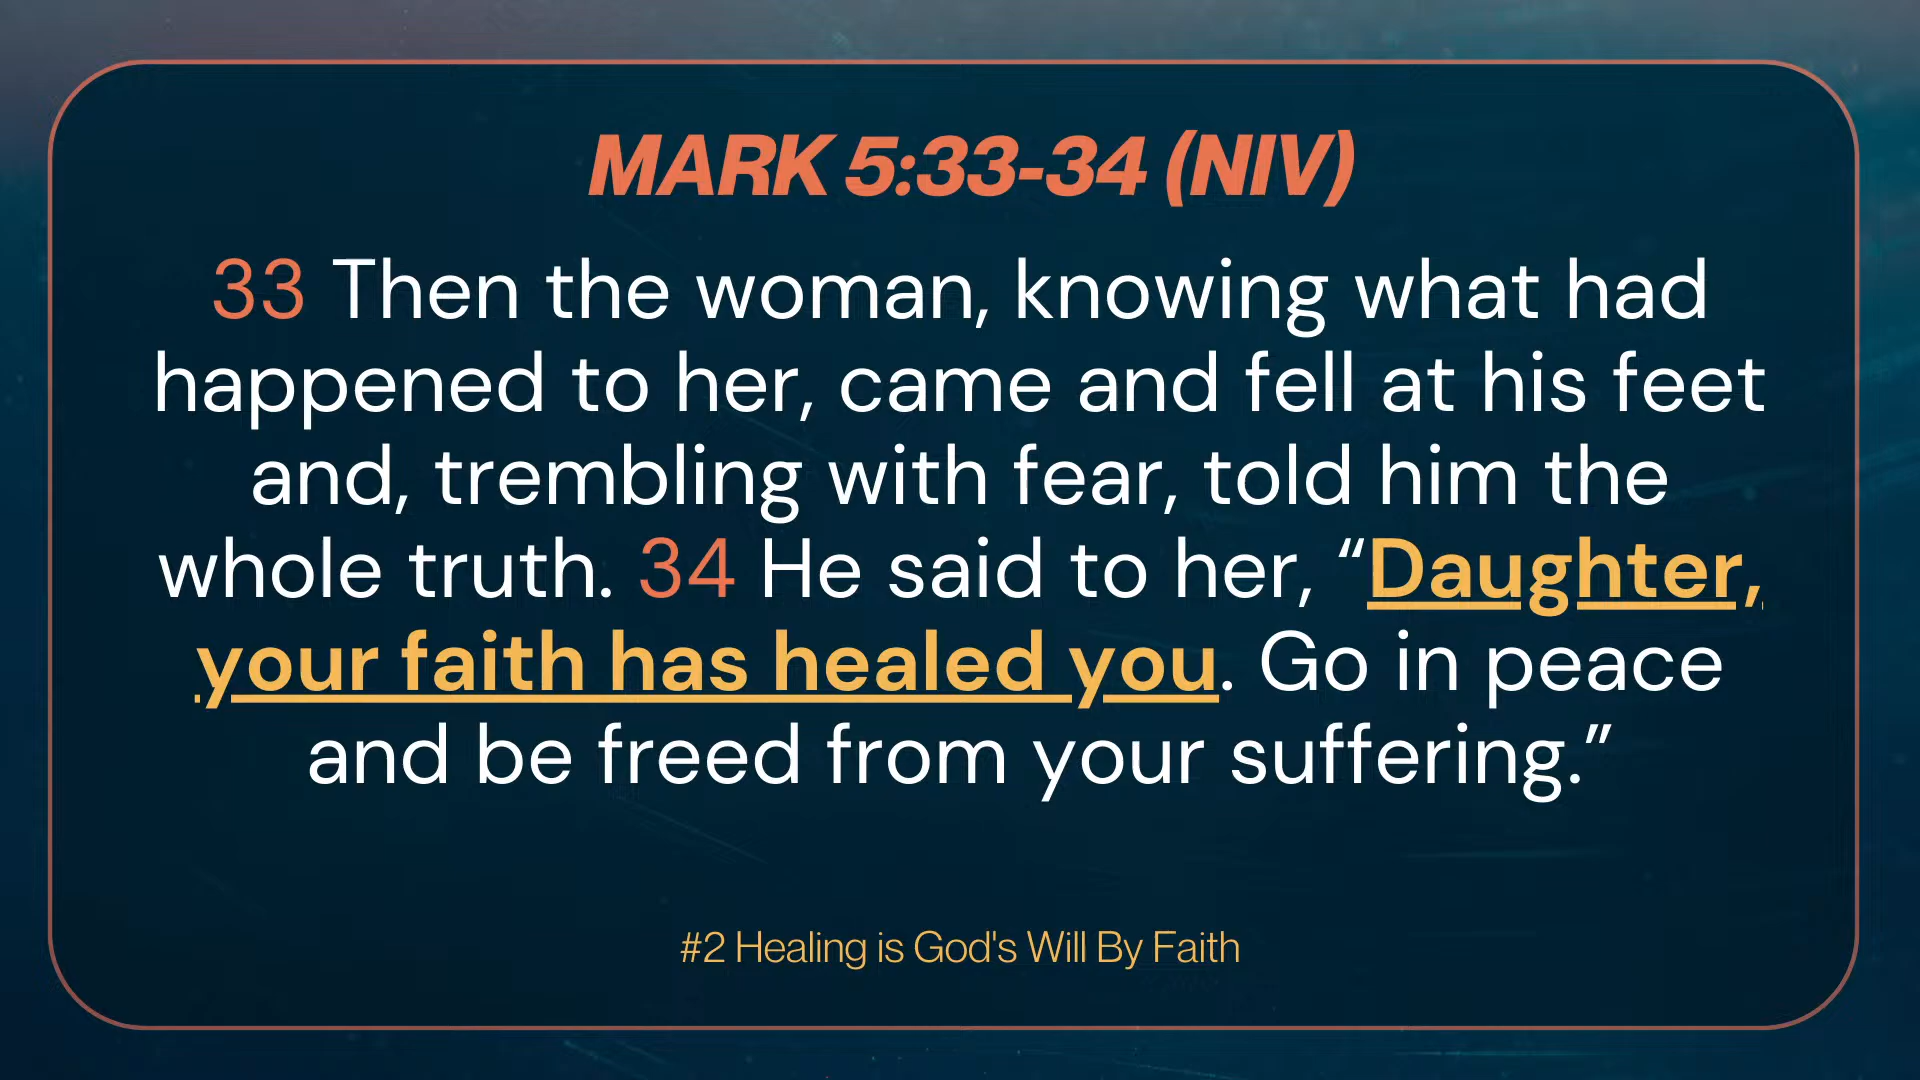 MARK 5:33-34 (NIV)
33 Then the woman, knowing what had
happened to her, came and fell at his feet
and, trembling with fear, told him the
whole truth. 34 He said to her, “Daughter,
your faith has healed you. Go in peace
and be freed from your suffering.”
#2 Healing is God's Will By Faith